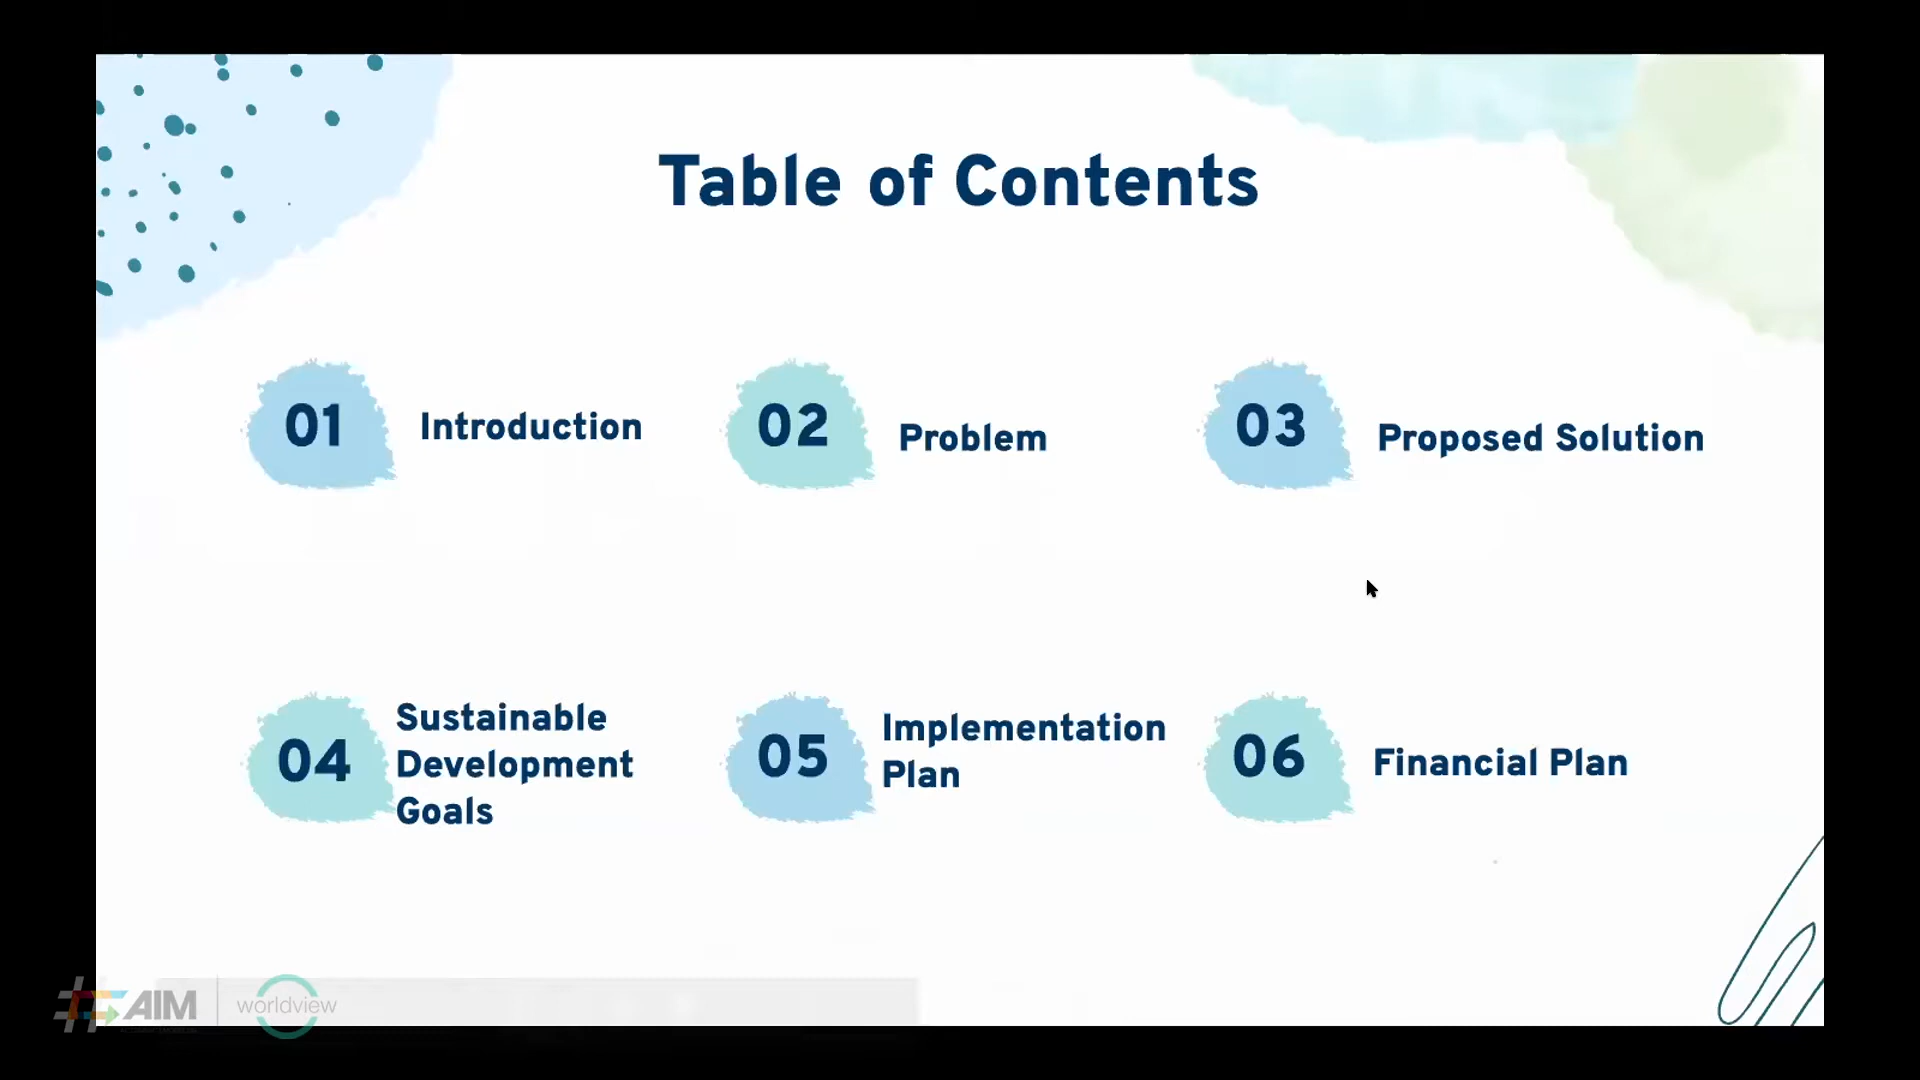 Table of Contents
01 Introduction
02 Problem
03 Proposed Solution
04 Sustainable
Development
Goals
05 Implementation
Plan
06 Financial Plan
AIM
worldview